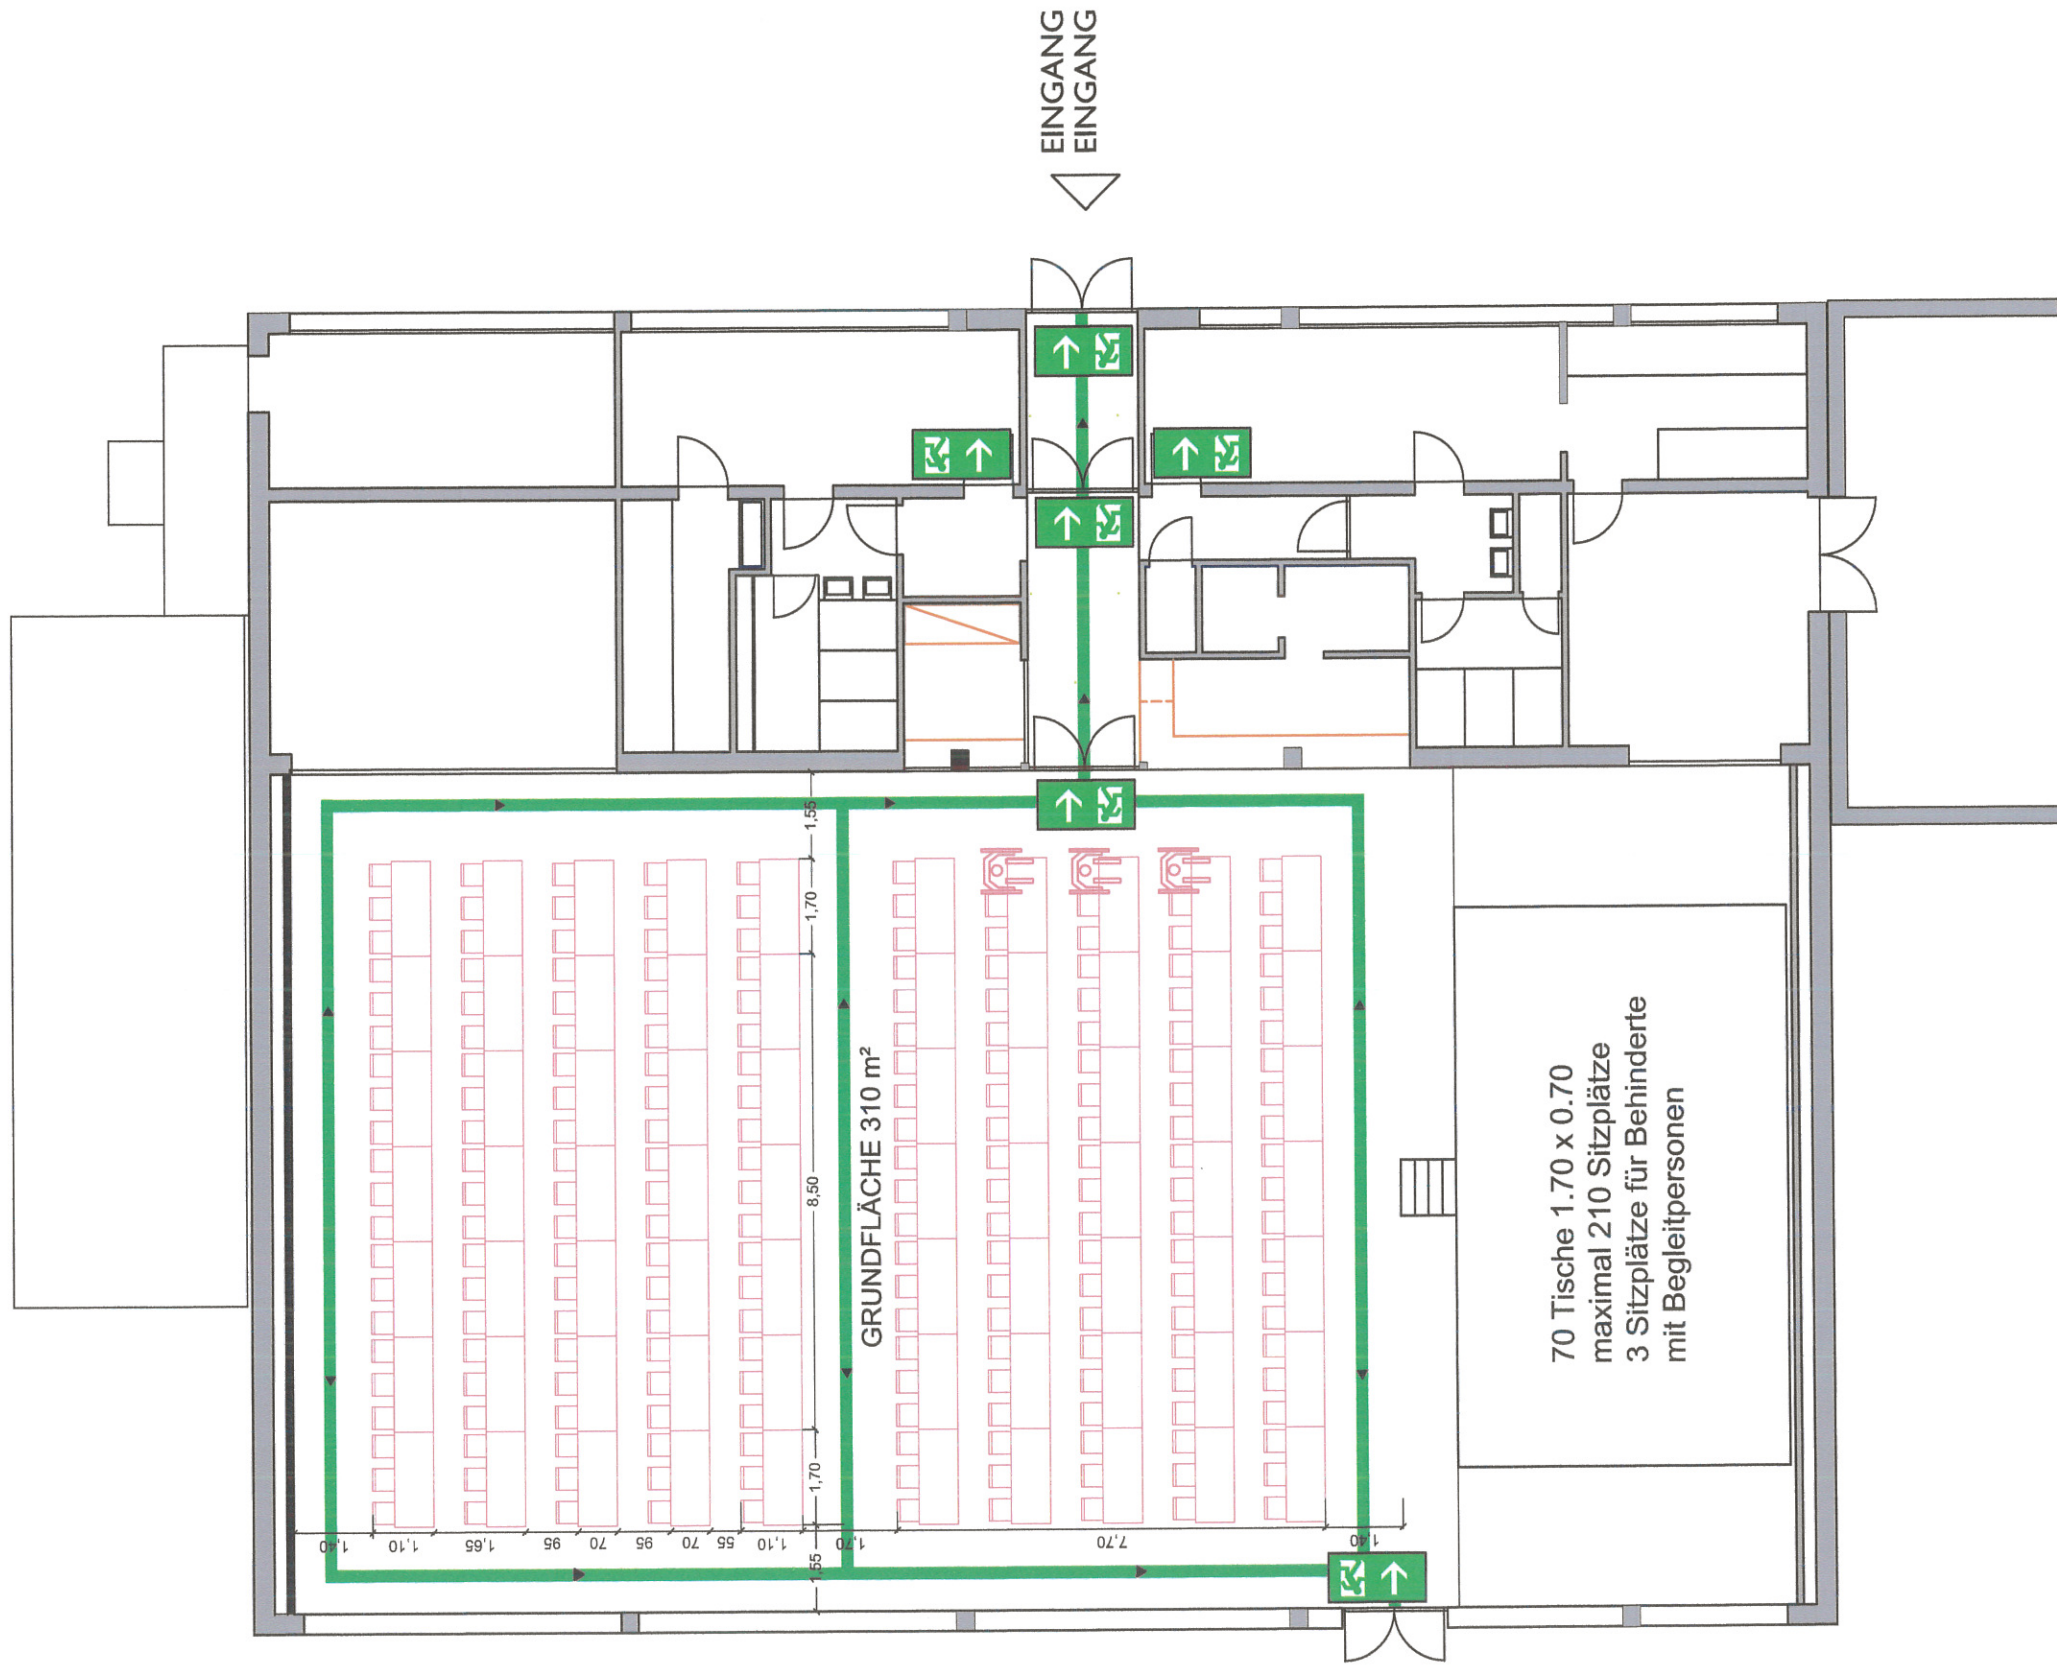 EINGANG
EINGANG
1,55
1,70
8,50
1,70
1,55
GRUNDFLÄCHE 310 m²
1,40
1,10
1,65
95
70
95
70
55
1,10
1,70
7,70
1,40
70 Tische 1.70 x 0.70
maximal 210 Sitzplätze
3 Sitzplätze für Behinderte
mit Begleitpersonen